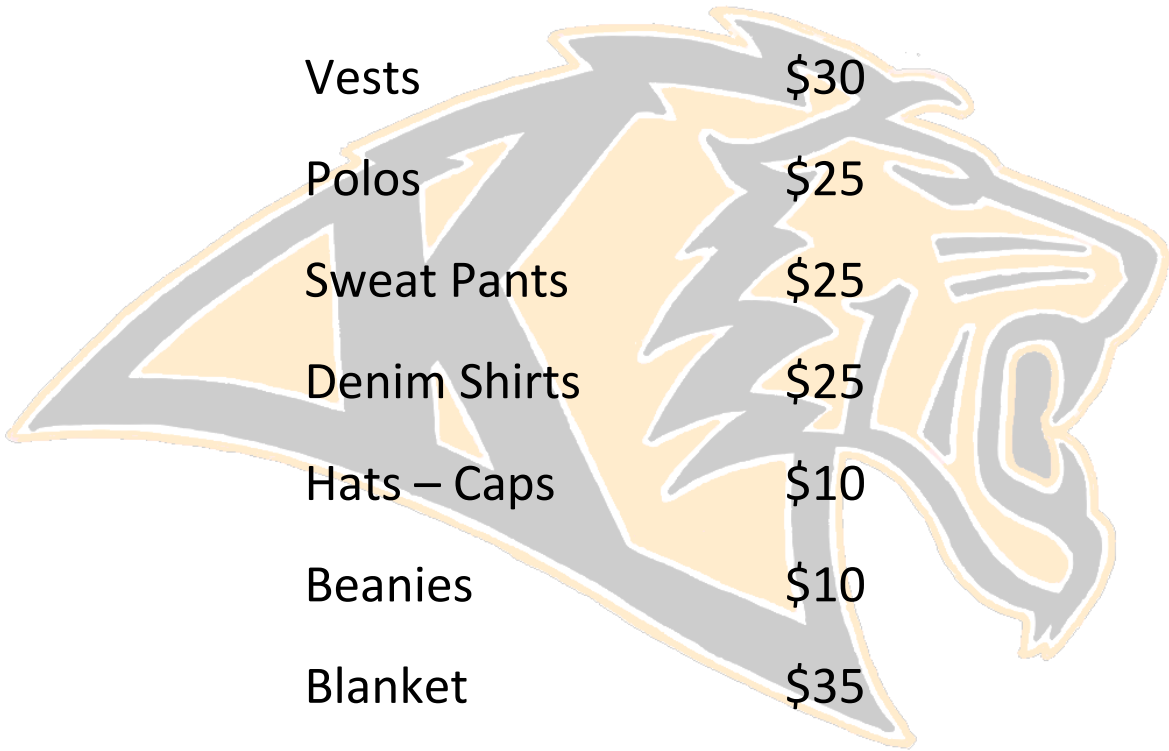 Vests $30
Polos $25
Sweat Pants $25
Denim Shirts $25
Hats – Caps $10
Beanies $10
Blanket $35